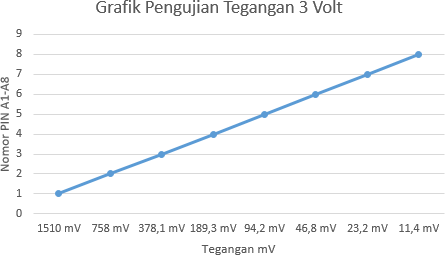 Grafik Pengujian Tegangan 3 Volt
Nomor PIN A1-A8
9
8
7
6
5
4
3
2
1
0
1510 mV 758 mV 378,1 mV 189,3 mV 94,2 mV 46,8 mV 23,2 mV 11,4 mV
Tegangan mV